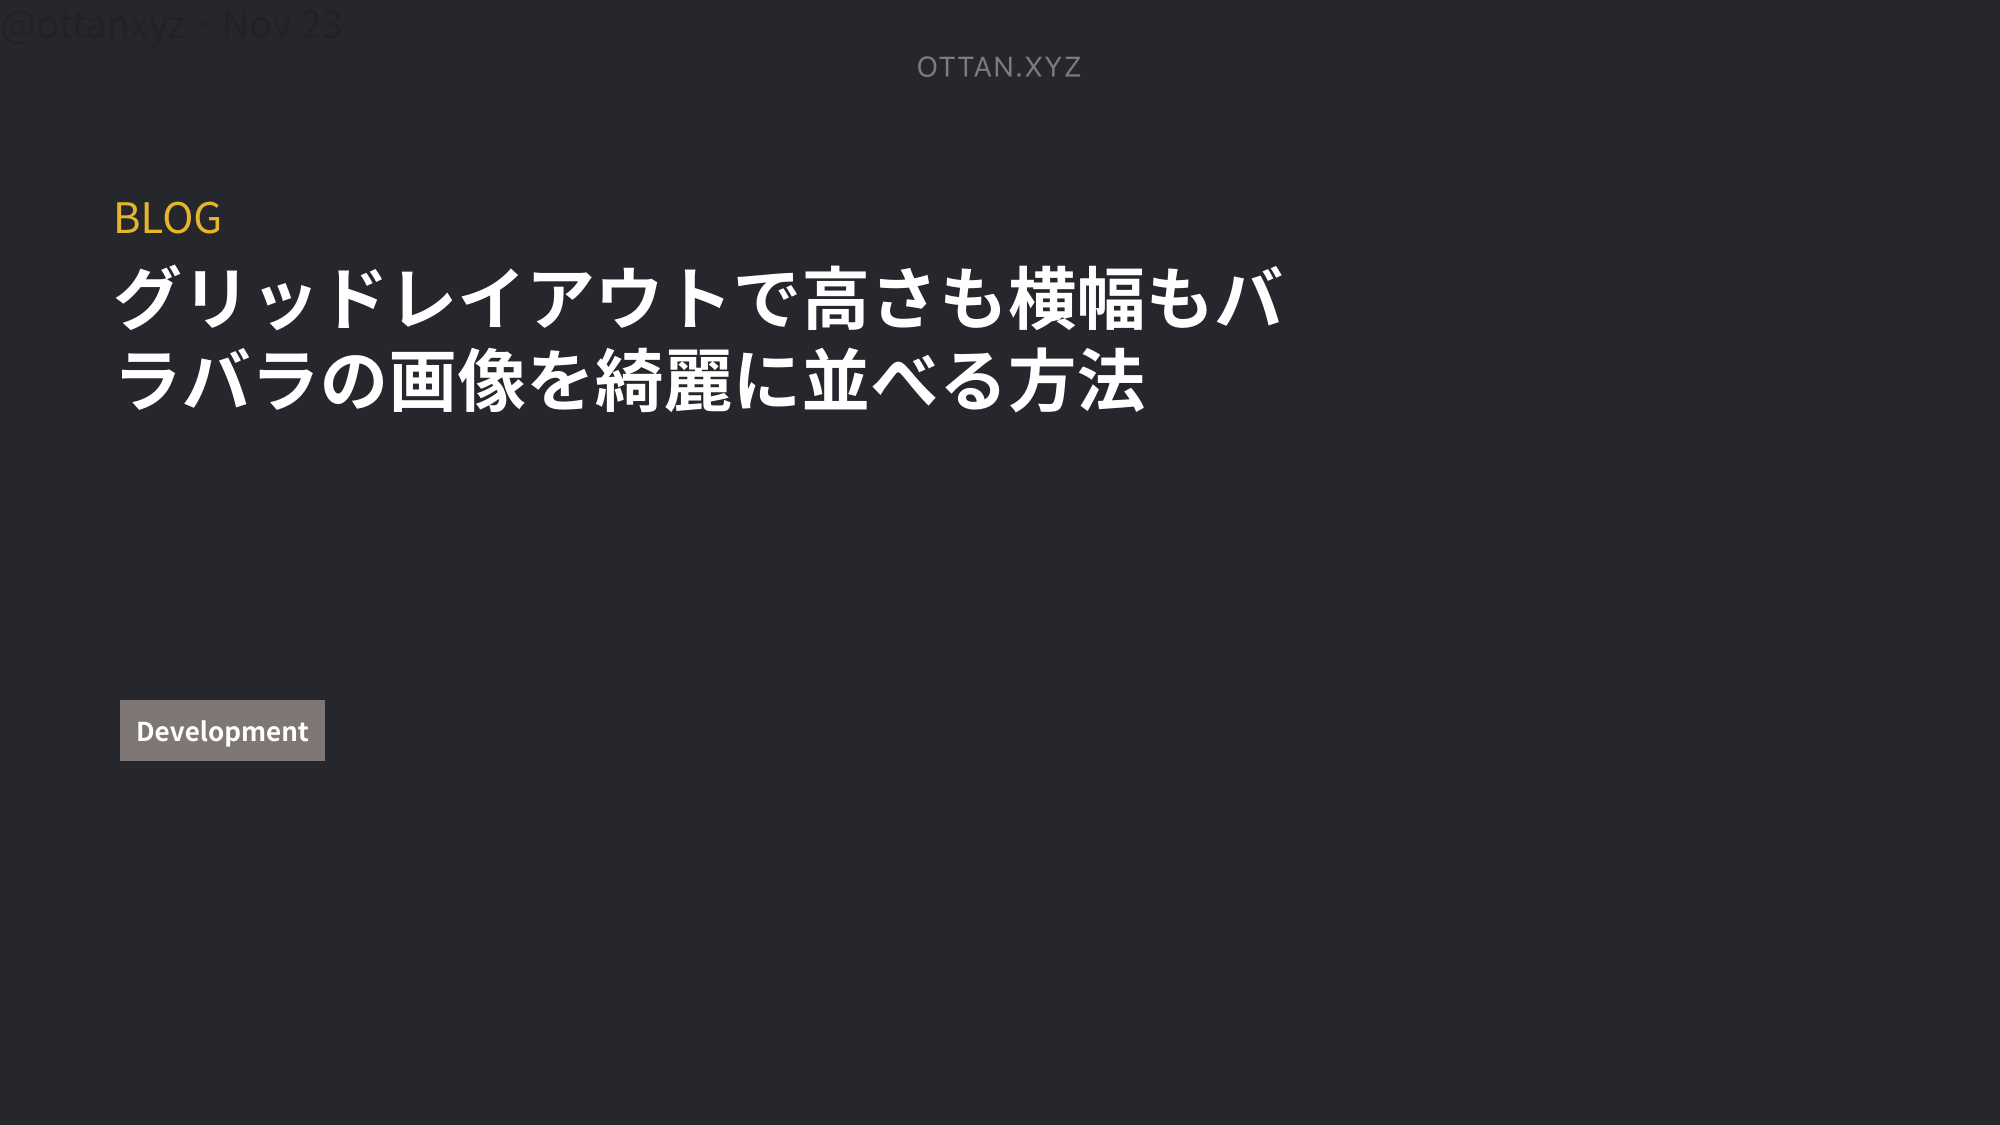 @ottanxyz・Nov 23
OTTAN.XYZ
BLOG
グリッドレイアウトで高さも横幅もバ
ラバラの画像を綺麗に並べる方法
Development